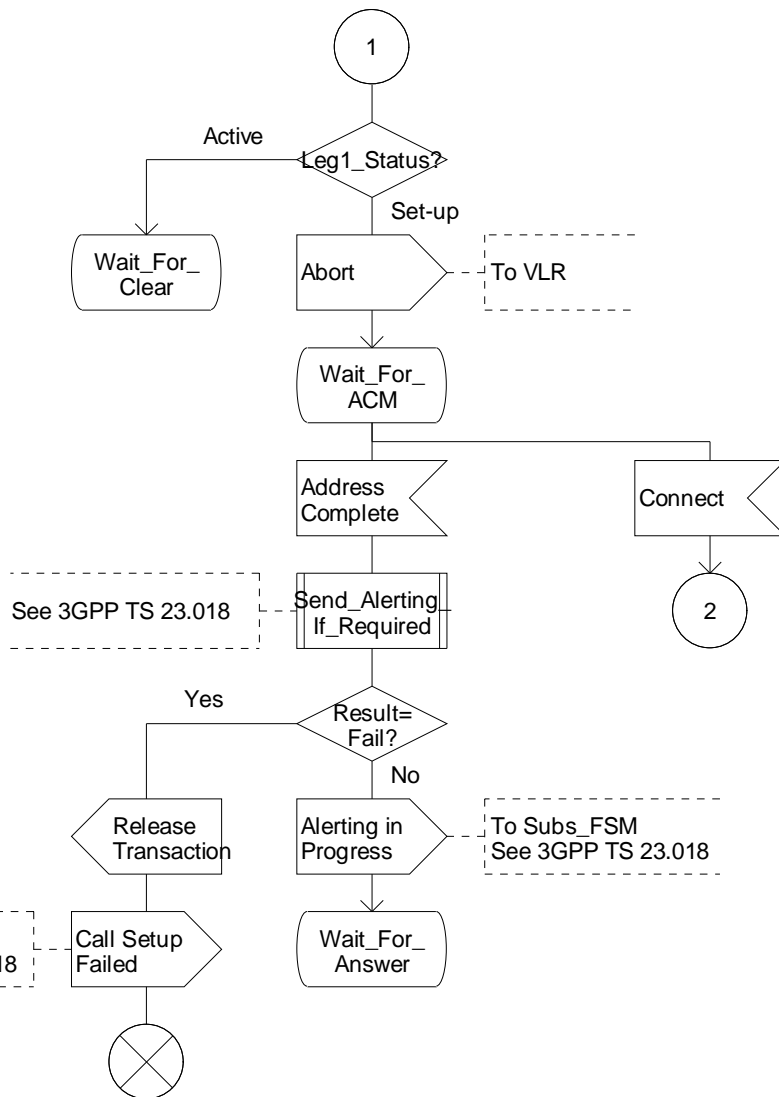 1
Active
Leg1_Status?
Set-up
Wait_For_
Clear
Abort
To VLR
Wait_For_
ACM
Address
Complete
Connect
See 3GPP TS 23.018
Send_Alerting_
If_Required
2
Yes
Result=
Fail?
No
Release
Transaction
Alerting in
Progress
To Subs_FSM
See 3GPP TS 23.018
18
Call Setup
Failed
Wait_For_
Answer